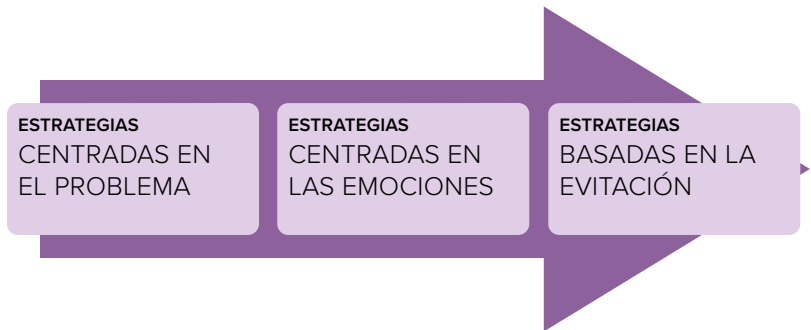 ESTRATEGIAS
CENTRADAS EN
EL PROBLEMA
ESTRATEGIAS
CENTRADAS EN
LAS EMOCIONES
ESTRATEGIAS
BASADAS EN LA
EVITACIÓN